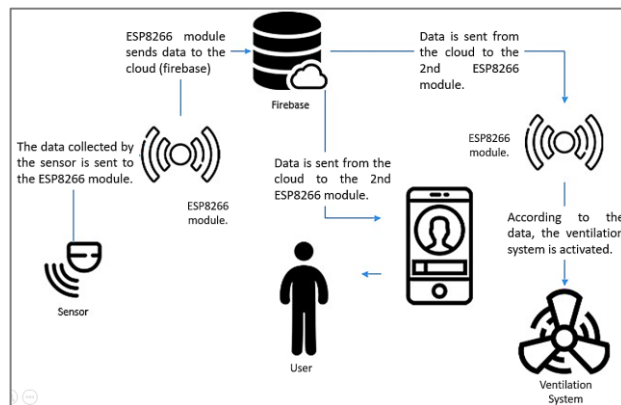 ESP8266 module
sends data to the
cloud (firebase)
Firebase
Data is sent from
the cloud to the
2nd ESP8266
module.
The data collected by
the sensor is sent to
the ESP8266 module.
ESP8266
module.
Data is sent from the
cloud to the 2nd
ESP8266 module.
ESP8266
module.
According to the
data, the ventilation
system is activated.
Sensor
User
Ventilation
System